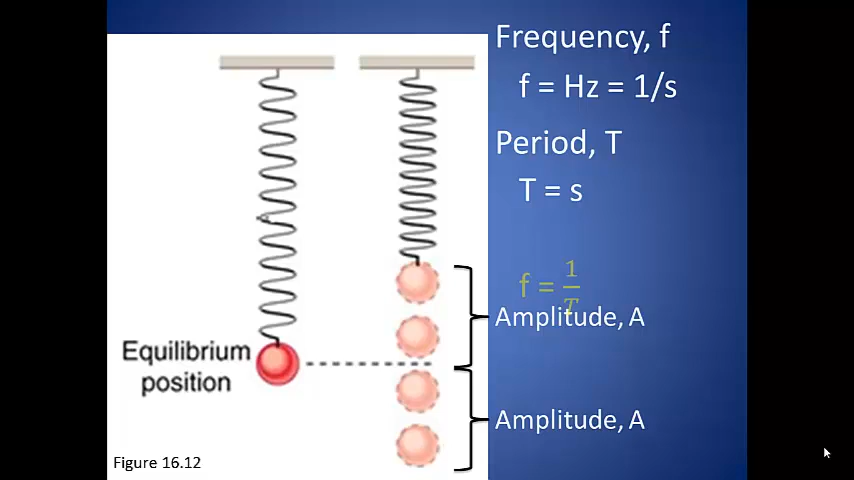 Frequency, f
f = Hz = 1/s
Period, T
T = s
f = 1/T
Amplitude, A
Equilibrium
position
Amplitude, A
Figure 16.12